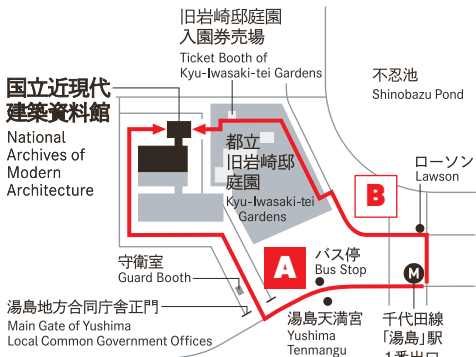 旧岩崎邸庭園
入園券売場
Ticket Booth of
Kyu-Iwasaki-tei Gardens
不忍池
Shinobazu Pond
国立近現代
建築資料館
National
Archives of
Modern
Architecture
都立
旧岩崎邸
庭園
Kyu-Iwasaki-tei
Gardens
ローソン
Lawson
B
守衛室
Guard Booth
A
バス停
Bus Stop
M
湯島地方合同庁舎正門
Main Gate of Yushima
Local Common Government Offices
湯島天満宮
Yushima
Tenmangu
千代田線
「湯島」駅
1番出口